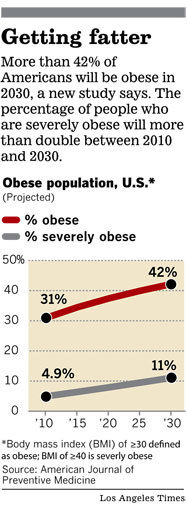 Getting fatter
More than 42% of
Americans will be obese in
2030, a new study says. The
percentage of people who
are severely obese will more
than double between 2010
and 2030.
Obese population, U.S.*
(Projected)
% obese
% severely obese
50%
42%
40
31%
30
20
11%
10
4.9%
0
'10 '20 '30
*Body mass index (BMI) of ≥30 defined
as obese; BMI of ≥40 is severly obese
Source: American Journal of
Preventive Medicine
Los Angeles Times